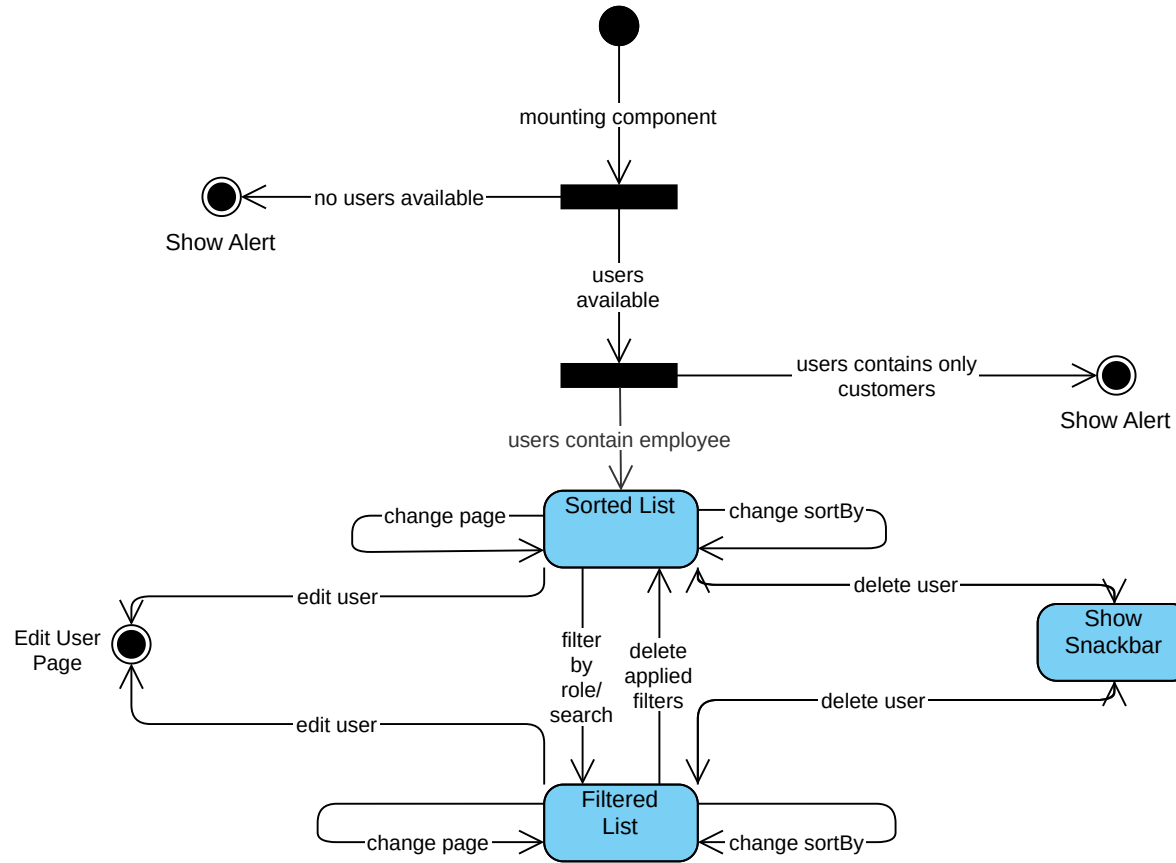 mounting component
no users available
Show Alert
users
available
users contains only
customers
Show Alert
users contain employee
Sorted List
change page
change sortBy
edit user
delete user
Edit User
Page
filter
by
role/
search
delete
applied
filters
Show
Snackbar
edit user
delete user
Filtered
List
change page
change sortBy